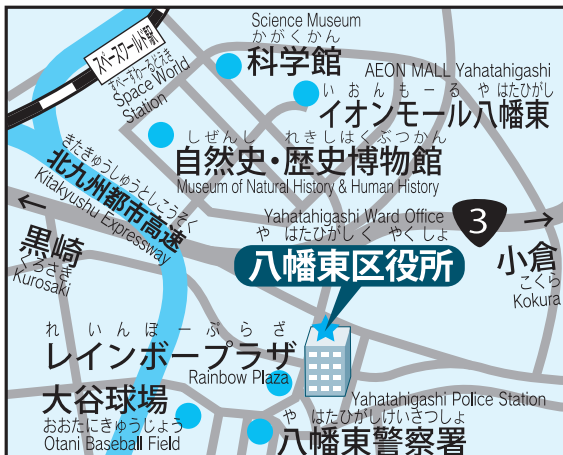 Science Museum
かがくかん
科学館
スペースワールド駅
すぺーすわーるどえき
Space World
Station
AEON MALL Yahatahigashi
いおんもーる やはたひがし
イオンモール八幡東
しぜんし れきしはくぶつかん
自然史・歴史博物館
Museum of Natural History & Human History
きたきゅうしゅうとしこうそく
北九州都市高速
Kitakyushu Expressway
Yahatahigashi Ward Office
や はたひがしく やくしょ
八幡東区役所
3
←
黒崎
くろさき
Kurosaki
→
小倉
こくら
Kokura
れいんぼーぷらざ
レインボープラザ
Rainbow Plaza
大谷球場
おおたにきゅうじょう
Otani Baseball Field
Yahatahigashi Police Station
や はたひがしけいさつしょ
八幡東警察署